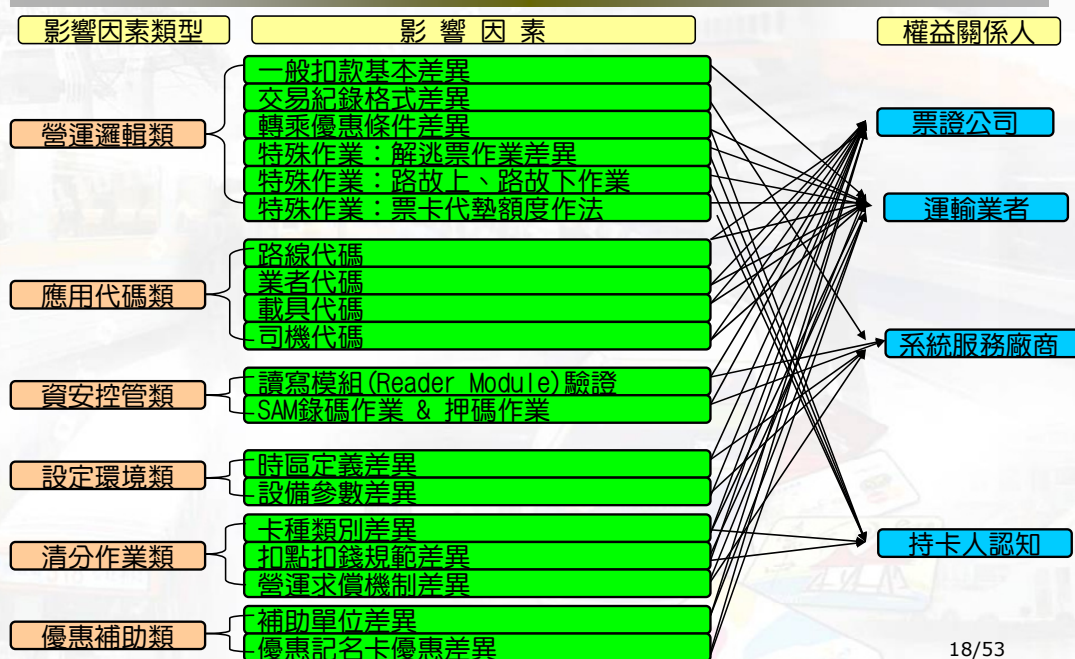 影響因素類型
影 響 因 素
權益關係人
營運邏輯類
一般扣款基本差異
交易紀錄格式差異
轉乘優惠條件差異
特殊作業：解逃票作業差異
特殊作業：路故上、路故下作業
特殊作業：票卡代墊額度作法
應用代碼類
路線代碼
業者代碼
載具代碼
司機代碼
資安控管類
讀寫模組(Reader Module)驗證
SAM錄碼作業 & 押碼作業
設定環境類
時區定義差異
設備參數差異
清分作業類
卡種類別差異
扣點扣錢規範差異
營運求償機制差異
優惠補助類
補助單位差異
優惠記名卡優惠差異
票證公司
運輸業者
系統服務廠商
持卡人認知
18/53